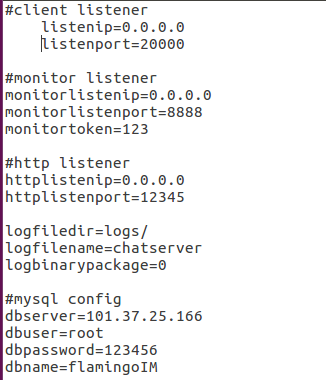 #client listener
listenip=0.0.0.0
listenport=20000
#monitor listener
monitorlistenip=0.0.0.0
monitorlistenport=8888
monitortoken=123
#http listener
httplistenip=0.0.0.0
httplistenport=12345
logfiledir=logs/
logfilename=chatserver
logbinarypackage=0
#mysql config
dbserver=101.37.25.166
dbuser=root
dbpassword=123456
dbname=flamingoIM